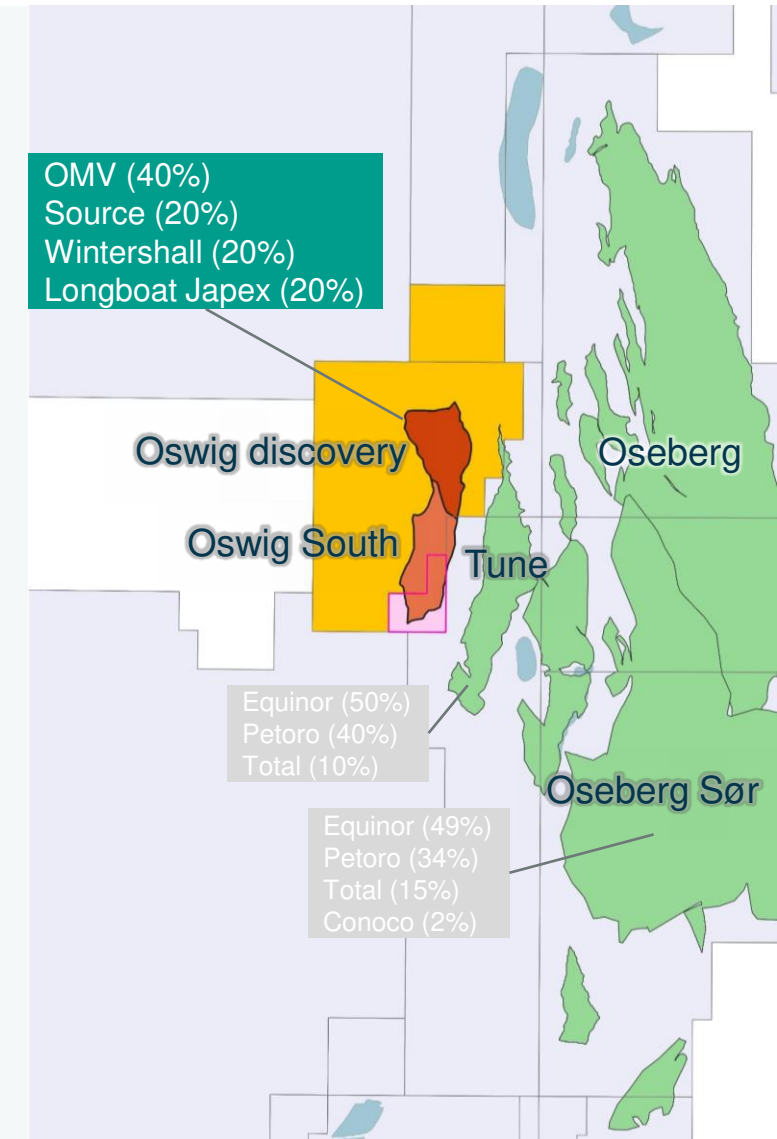 OMV (40%)
Source (20%)
Wintershall (20%)
Longboat Japex (20%)
Oswig discovery
Oseberg
Oswig South
Tune
Equinor (50%)
Petoro (40%)
Total (10%)
Oseberg Sør
Equinor (49%)
Petoro (34%)
Total (15%)
Conoco (2%)